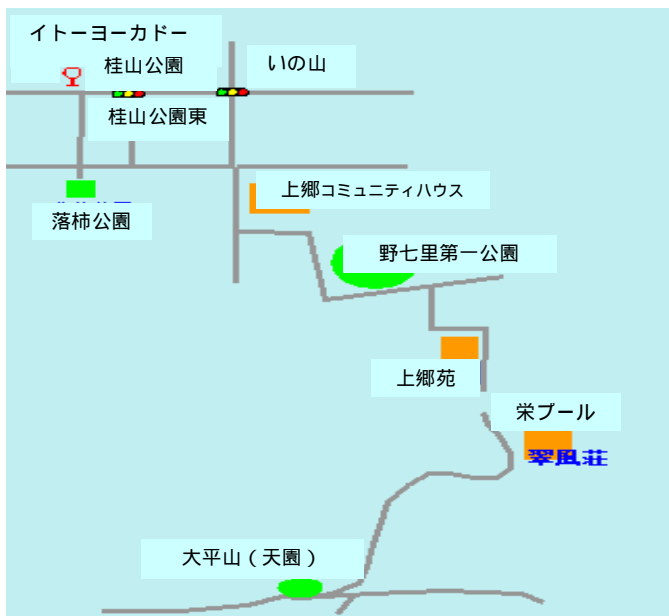 イトーヨーカドー
桂山公園
いの山
桂山公園東
上郷コミュニティハウス
落柿公園
野七里第一公園
上郷苑
栄プール
翠風荘
大平山（天園）